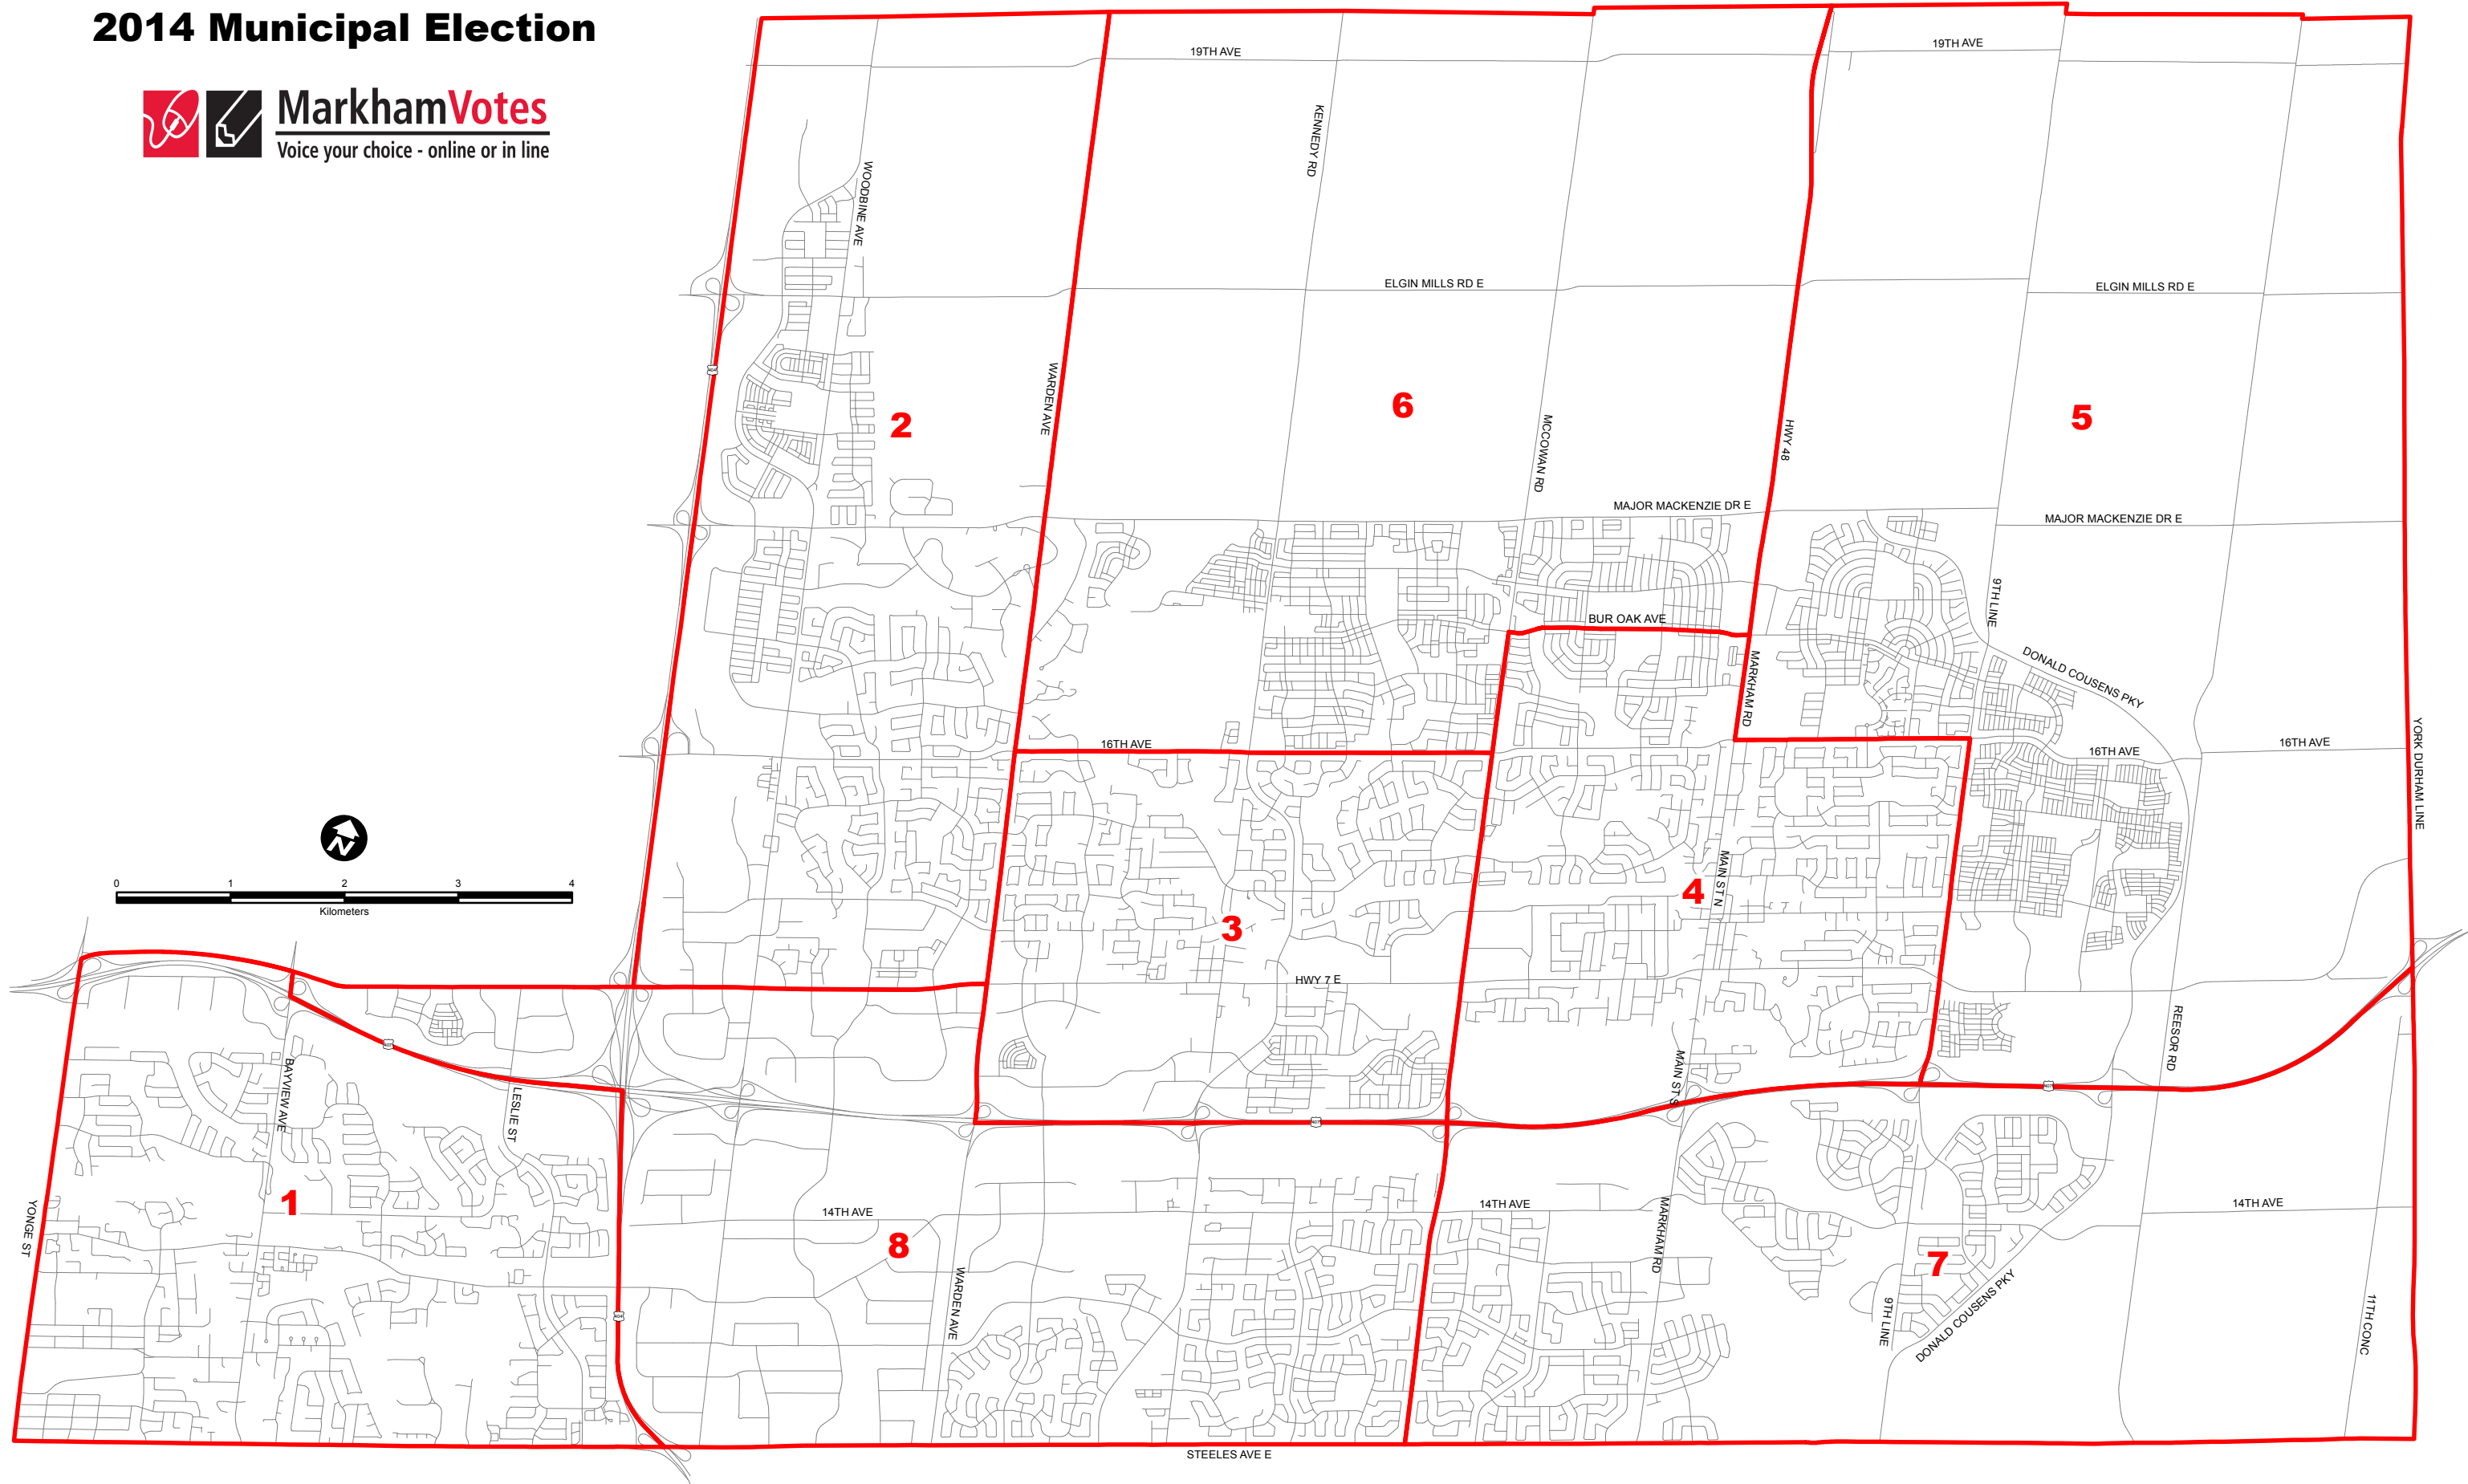 2014 Municipal Election
MarkhamVotes
Voice your choice - online or in line
19TH AVE
19TH AVE
KENNEDY RD
WOODBINE AVE
ELGIN MILLS RD E
ELGIN MILLS RD E
WARDEN AVE
2
6
5
MCCOWAN RD
HWY 48
MAJOR MACKENZIE DR E
MAJOR MACKENZIE DR E
9TH LINE
BUR OAK AVE
DONALD COUSENS PKY
MARKHAM RD
16TH AVE
16TH AVE
16TH AVE
YORK DURHAM LINE
N
0 1 2 3 4
Kilometers
MAIN ST N
4
3
HWY 7 E
REESOR RD
BAYVIEW AVE
LESLIE ST
MAIN ST S
407
407
407
1
YONGE ST
14TH AVE
14TH AVE
14TH AVE
MARKHAM RD
8
7
WARDEN AVE
9TH LINE
DONALD COUSENS PKY
11TH CONC
STEELES AVE E